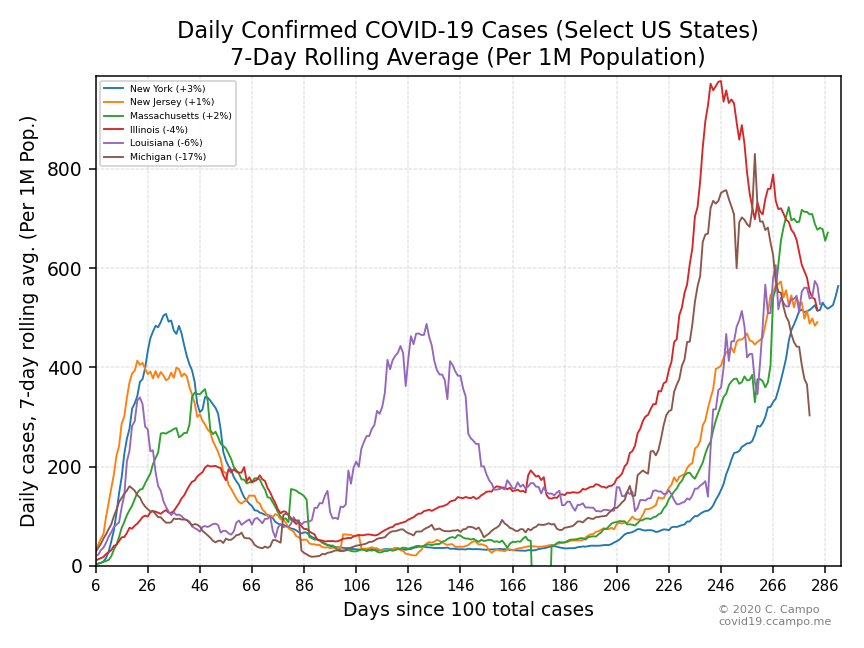 Daily Confirmed COVID-19 Cases (Select US States)
7-Day Rolling Average (Per 1M Population)
New York (+3%)
New Jersey (+1%)
Massachusetts (+2%)
Illinois (-4%)
Louisiana (-6%)
Michigan (-17%)
Daily cases, 7-day rolling avg. (Per 1M Pop.)
800
600
400
200
0
6 26 46 66 86 106 126 146 166 186 206 226 246 266 286
Days since 100 total cases
© 2020 C. Campo
covid19.ccampo.me